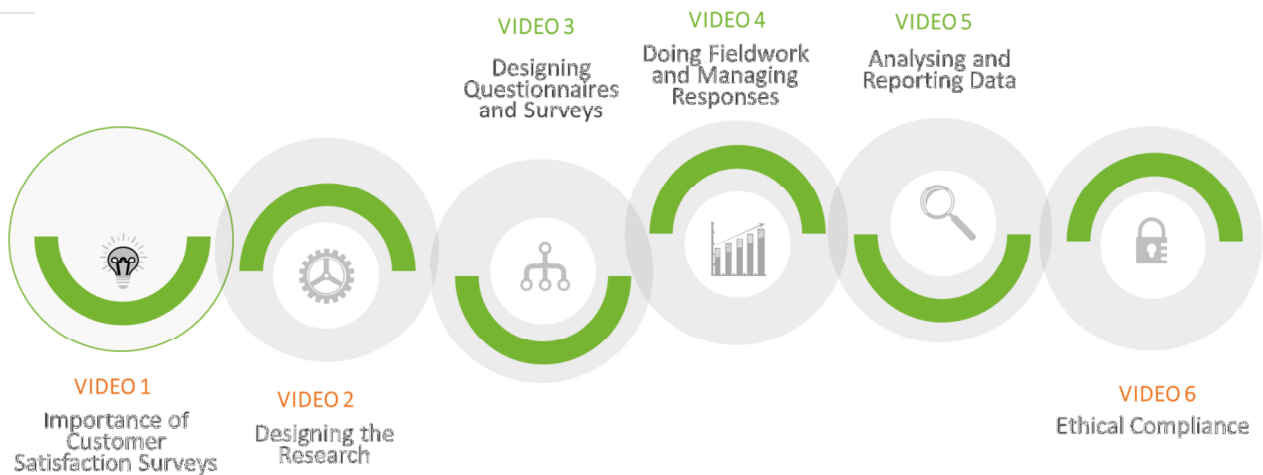 VIDEO 1
Importance of
Customer
Satisfaction Surveys
VIDEO 2
Designing the
Research
VIDEO 3
Designing
Questionnaires
and Surveys
VIDEO 4
Doing Fieldwork
and Managing
Responses
VIDEO 5
Analysing and
Reporting Data
VIDEO 6
Ethical Compliance